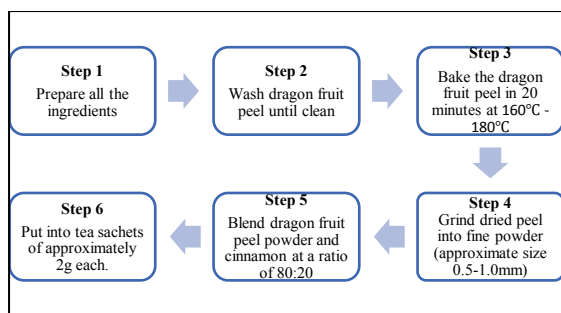 Step 1
Prepare all the
ingredients
Step 2
Wash dragon fruit
peel until clean
Step 3
Bake the dragon
fruit peel in 20
minutes at 160℃ -
180℃
Step 4
Grind dried peel
into fine powder
(approximate size
0.5-1.0mm)
Step 5
Blend dragon fruit
peel powder and
cinnamon at a ratio
of 80:20
Step 6
Put into tea sachets
of approximately
2g each.